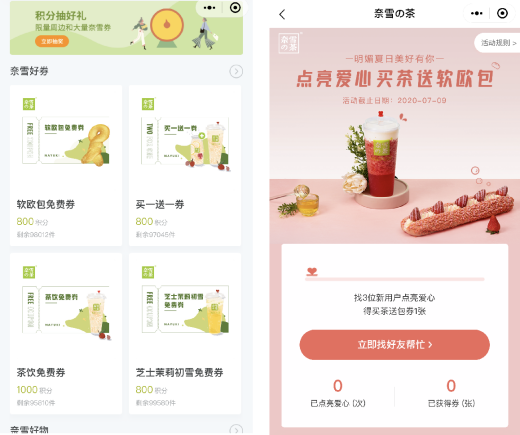 积分抽好礼
限量周边和大量奈雪券
立即抽奖
奈雪好券
奈雪
の茶
FREE
软欧包免费券
软欧包免费券
800积分
剩余98012件
奈雪
の茶
TWO
买一送一券
买一送一券
800积分
剩余97045件
奈雪
の茶
FREE
茶饮免费券
茶饮免费券
1000积分
剩余95810件
奈雪
の茶
FREE
芝士茉莉初雪
免费券
芝士茉莉初雪免费券
800积分
剩余99580件
奈雪好物
奈雪の茶
奈雪
の茶
活动规则 >
一明媚夏日美好有你一
点亮爱心买茶送软欧包
活动截止日期：2020-07-09
找3位新用户点亮爱心
得买茶送包券1张
立即找好友帮忙 >
0
已点亮爱心 (次)
0
已获得券 (张)